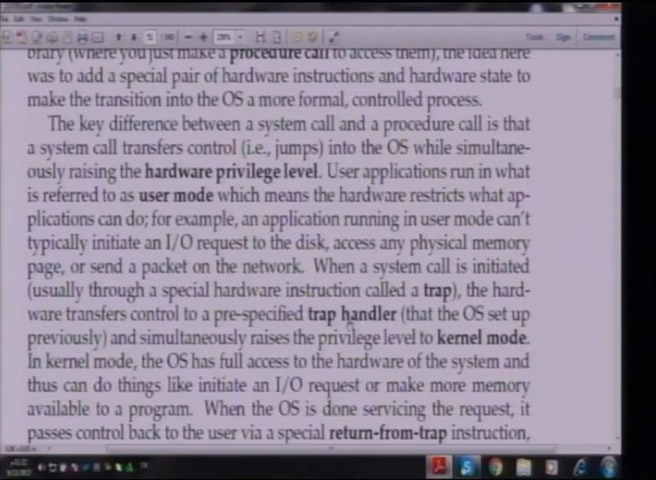 brary (where you just make a procedure call to access them), the idea here
was to add a special pair of hardware instructions and hardware state to
make the transition into the OS a more formal, controlled process.
The key difference between a system call and a procedure call is that
a system call transfers control (i.e., jumps) into the OS while simultane-
ously raising the hardware privilege level. User applications run in what
is referred to as user mode which means the hardware restricts what ap-
plications can do; for example, an application running in user mode can't
typically initiate an I/O request to the disk, access any physical memory
page, or send a packet on the network. When a system call is initiated
(usually through a special hardware instruction called a trap), the hard-
ware transfers control to a pre-specified trap handler (that the OS set up
previously) and simultaneously raises the privilege level to kernel mode.
In kernel mode, the OS has full access to the hardware of the system and
thus can do things like initiate an I/O request or make more memory
available to a program. When the OS is done servicing the request, it
passes control back to the user via a special return-from-trap instruction,